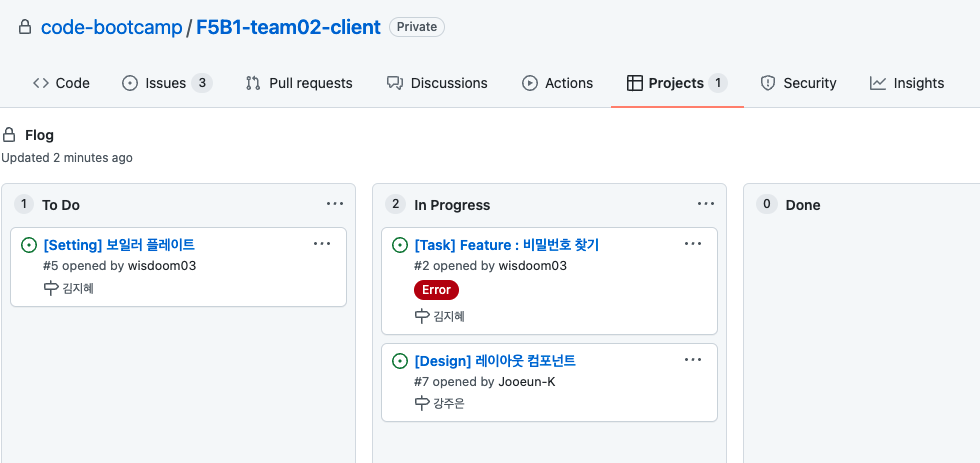 code-bootcamp / F5B1-team02-client Private
Code Issues 3 Pull requests Discussions Actions Projects 1 Security Insights
Flog
Updated 2 minutes ago
1 To Do
[Setting] 보일러 플레이트
#5 opened by wisdoom03
김지혜
2 In Progress
[Task] Feature : 비밀번호 찾기
#2 opened by wisdoom03
Error
김지혜
[Design] 레이아웃 컴포넌트
#7 opened by Jooeun-K
강주은
0 Done